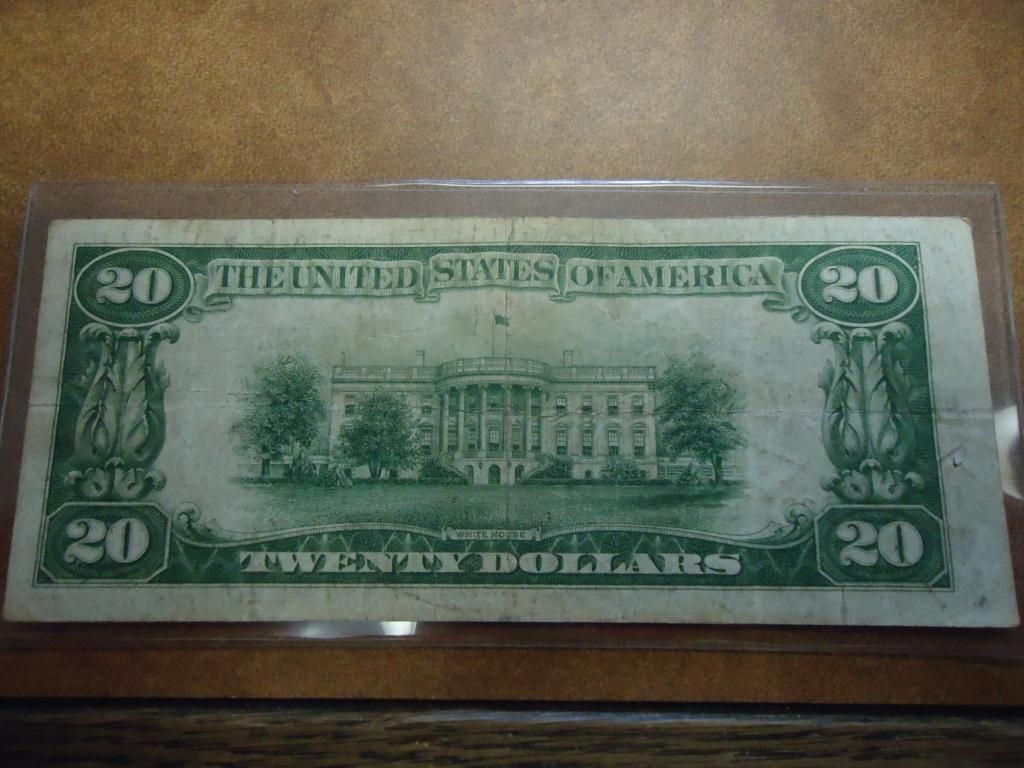 20 THE UNITED STATES OF AMERICA 20
WHITE HOUSE
20 TWENTY DOLLARS 20